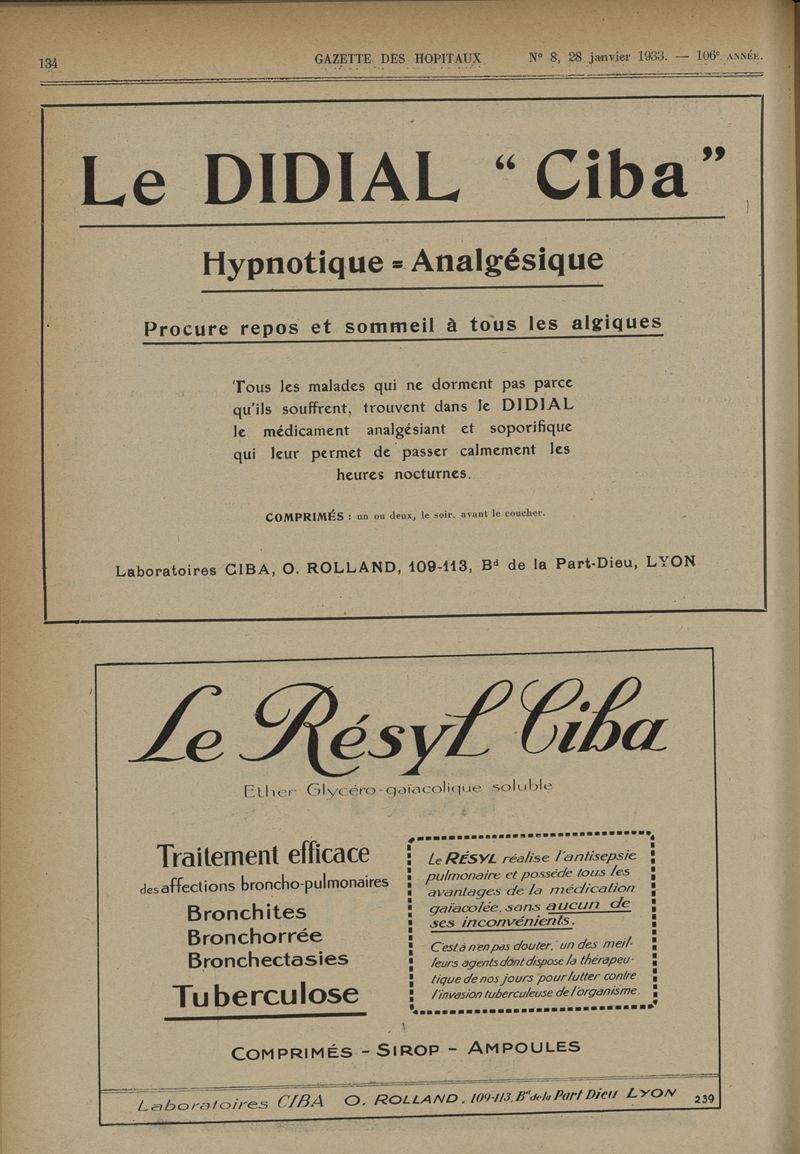 134 GAZETTE DES HOPITAUX N° 8, 28 janvier 1933. — 106e ANNÉE.
Le DIDIAL “ Ciba ”
Hypnotique = Analgésique
Procure repos et sommeil à tous les algiques
Tous les malades qui ne dorment pas parce
qu'ils souffrent, trouvent dans le DIDIAL
le médicament analgésiant et soporifique
qui leur permet de passer calmement les
heures nocturnes.
COMPRIMÉS : un ou deux, le soir, avant le coucher.
Laboratoires CIBA, O. ROLLAND, 109-113, Bd de la Part-Dieu, LYON
Le Résyl Ciba
Ether Glycéro-gaïacolique soluble
Traitement efficace
des affections broncho-pulmonaires
Bronchites
Bronchorrée
Bronchectasies
Tuberculose
Le RÉSYL réalise l'antisepsie
pulmonaire et possède tous les
avantages de la médication
gaïacolée, sans aucun de
ses inconvénients.
C'est à n'en pas douter, un des meil-
leurs agents dont dispose la thérapeu-
tique de nos jours pour lutter contre
l'invasion tuberculeuse de l'organisme.
COMPRIMÉS - SIROP - AMPOULES
Laboratoires CIBA O. ROLLAND, 109-113, Bd de la Part Dieu LYON 239